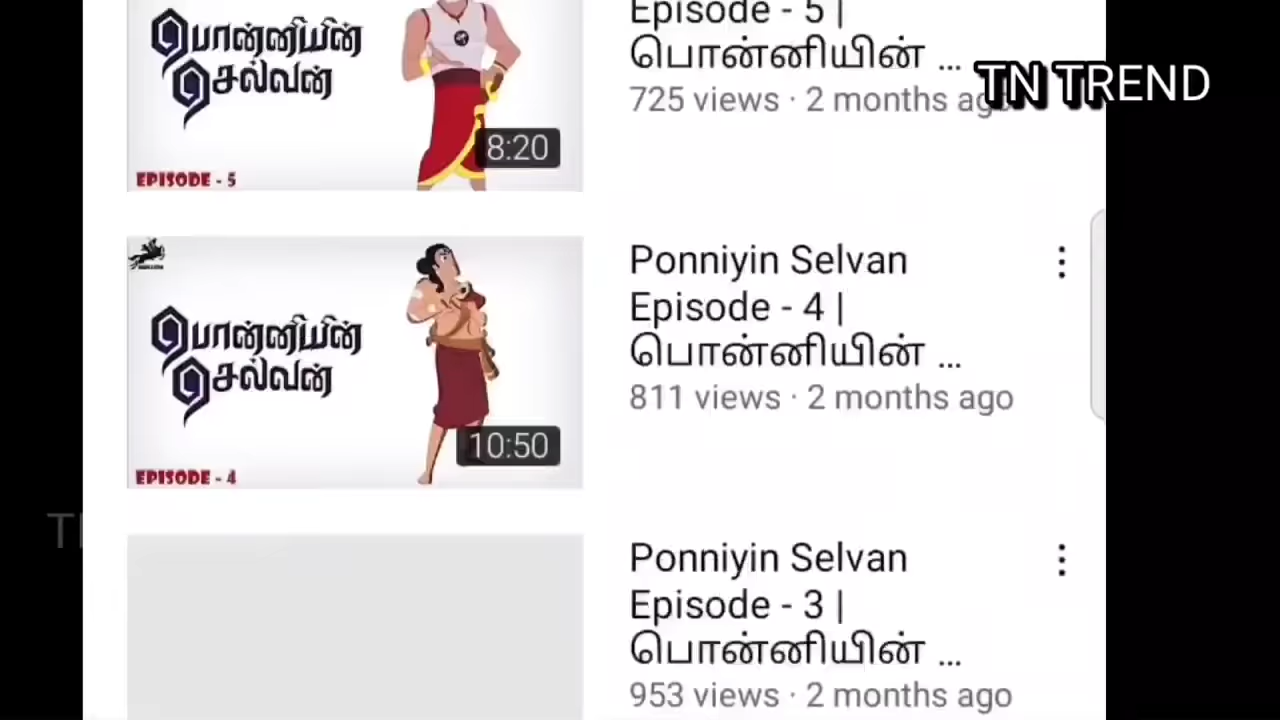 பொன்னியின்
செல்வன்
8:20
EPISODE - 5
Episode - 5 |
பொன்னியின் ...
725 views · 2 months ago
TN TREND
பொன்னியின்
செல்வன்
10:50
EPISODE - 4
Ponniyin Selvan
Episode - 4 |
பொன்னியின் ...
811 views · 2 months ago
Ponniyin Selvan
Episode - 3 |
பொன்னியின் ...
953 views · 2 months ago